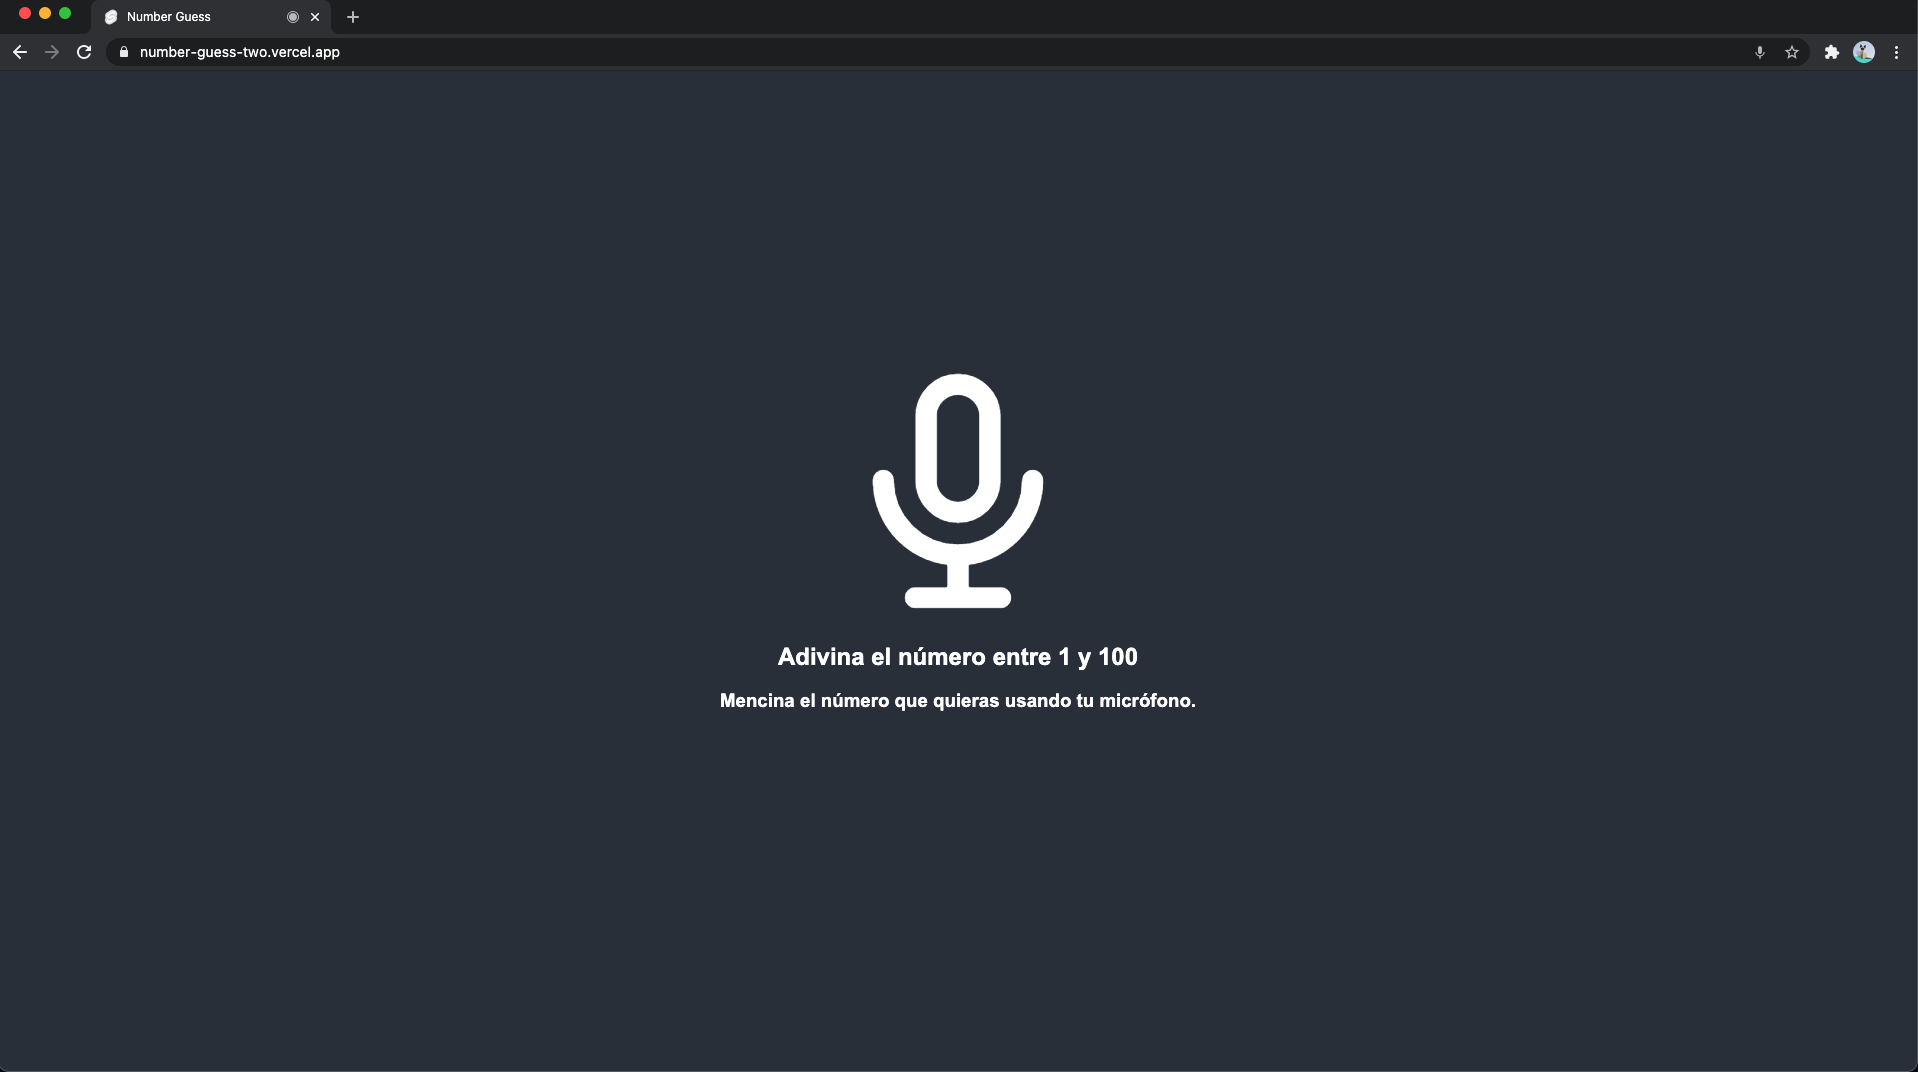 Number Guess
number-guess-two.vercel.app
Adivina el número entre 1 y 100
Mencina el número que quieras usando tu micrófono.